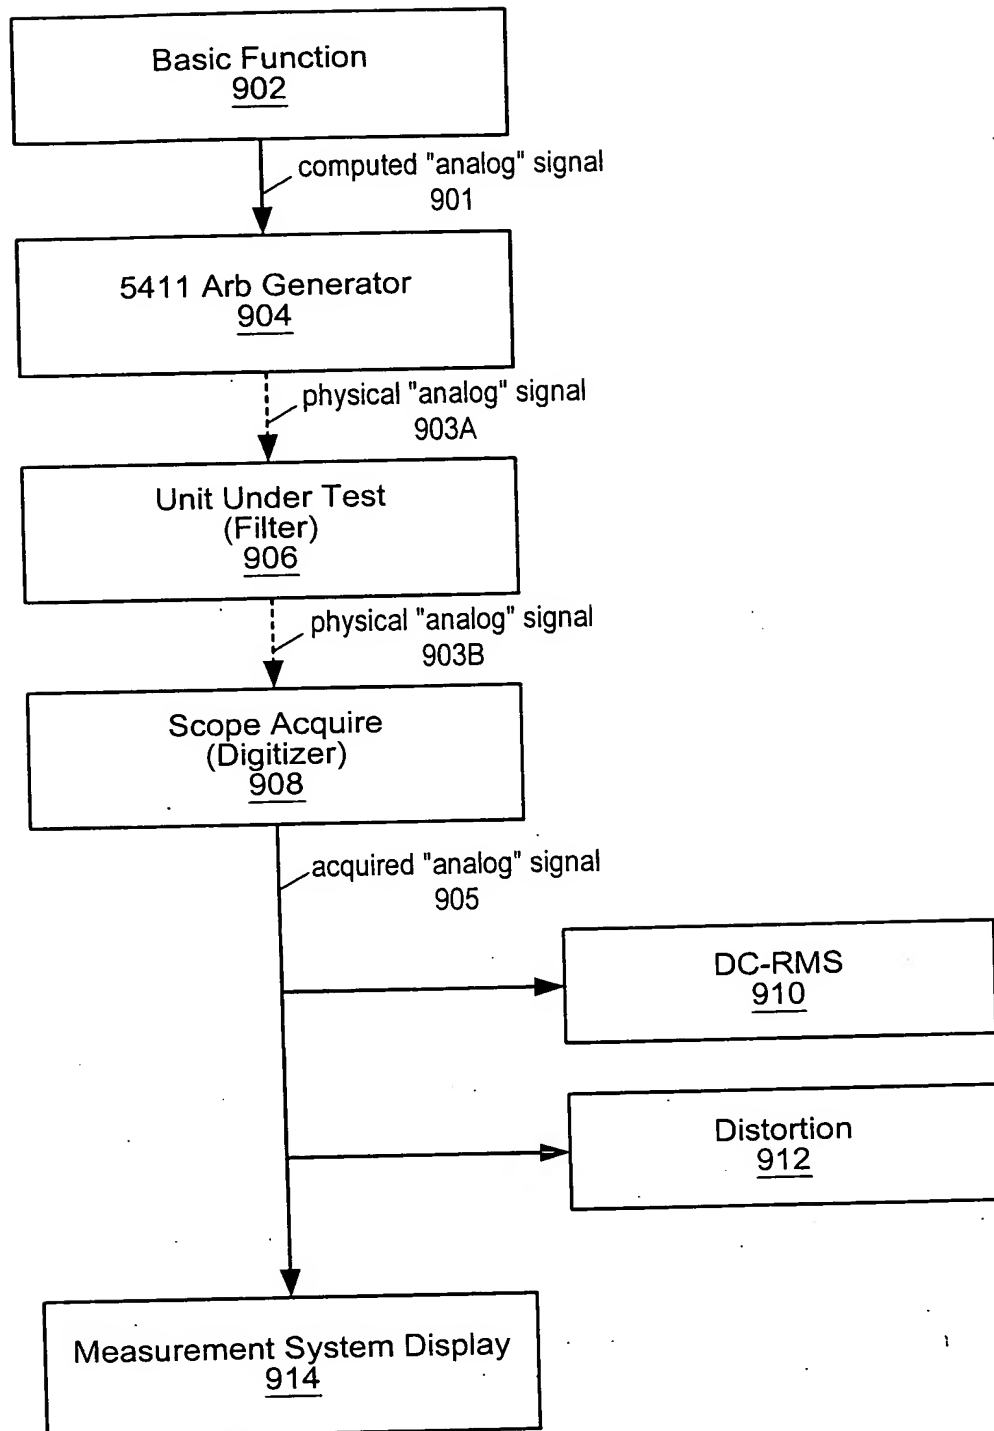 Basic Function
902
computed "analog" signal
901
5411 Arb Generator
904
physical "analog" signal
903A
Unit Under Test
(Filter)
906
physical "analog" signal
903B
Scope Acquire
(Digitizer)
908
acquired "analog" signal
905
DC-RMS
910
Distortion
912
Measurement System Display
914